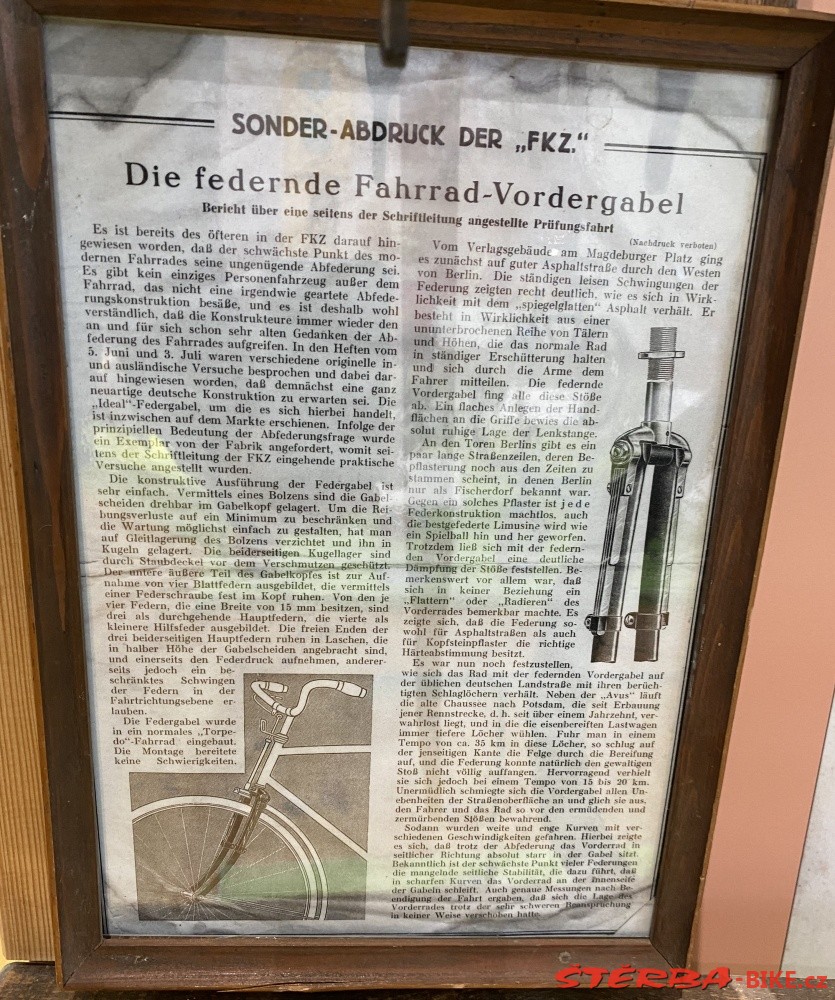 SONDER-ABDRUCK DER „FKZ."
Die federnde Fahrrad-Vordergabel
Bericht über eine seitens der Schriftleitung angestellte Prüfungsfahrt
(Nachdruck verboten)
Es ist bereits des öfteren in der FKZ darauf hin-
gewiesen worden, daß der schwächste Punkt des mo-
dernen Fahrrades seine ungenügende Abfederung sei.
Es gibt kein einziges Personenfahrzeug außer dem
Fahrrad, das nicht eine irgendwie geartete Abfede-
rungskonstruktion besäße, und es ist deshalb wohl
verständlich, daß die Konstrukteure immer wieder den
an und für sich schon sehr alten Gedanken der Ab-
federung des Fahrrades aufgreifen. In den Heften vom
5. Juni und 3. Juli waren verschiedene originelle in-
und ausländische Versuche besprochen und dabei dar-
auf hingewiesen worden, daß demnächst eine ganz
neuartige deutsche Konstruktion zu erwarten sei. Die
„Ideal"-Federgabel, um die es sich hierbei handelt,
ist inzwischen auf dem Markte erschienen. Infolge der
prinzipiellen Bedeutung der Abfederungsfrage wurde
ein Exemplar von der Fabrik angefordert, womit sei-
tens der Schriftleitung der FKZ eingehende praktische
Versuche angestellt wurden.
Die konstruktive Ausführung der Federgabel ist
sehr einfach. Vermittels eines Bolzens sind die Gabel-
scheiden drehbar im Gabelkopf gelagert. Um die Rei-
bungsverluste auf ein Minimum zu beschränken und
die Wartung möglichst einfach zu gestalten, hat man
auf Gleitlagerung des Bolzens verzichtet und ihn in
Kugeln gelagert. Die beiderseitigen Kugellager sind
durch Staubdeckel vor dem Verschmutzen geschützt.
Der untere äußere Teil des Gabelkopfes ist zur Auf-
nahme von vier Blattfedern ausgebildet, die vermittels
einer Federschraube fest im Kopf ruhen. Von den je
vier Federn, die eine Breite von 15 mm besitzen, sind
drei als durchgehende Hauptfedern, die vierte als
kleinere Hilfsfeder ausgebildet. Die freien Enden der
drei beiderseitigen Hauptfedern ruhen in Laschen, die
in halber Höhe der Gabelscheiden angebracht sind,
und einerseits den Federdruck aufnehmen, anderer-
seits jedoch ein be-
schränktes Schwingen
der Federn in der
Fahrtrichtungsebene er-
lauben.
Die Federgabel wurde
in ein normales „Torpe-
do"-Fahrrad eingebaut.
Die Montage bereitete
keine Schwierigkeiten.
Vom Verlagsgebäude am Magdeburger Platz ging
es zunächst auf guter Asphaltstraße durch den Westen
von Berlin. Die ständigen leisen Schwingungen der
Federung zeigten recht deutlich, wie es sich in Wirk-
lichkeit mit dem „spiegelglatten" Asphalt verhält. Er
besteht in Wirklichkeit aus einer
ununterbrochenen Reihe von Tälern
und Höhen, die das normale Rad
in ständiger Erschütterung halten
und sich durch die Arme dem
Fahrer mitteilen. Die federnde
Vordergabel fing alle diese Stöße
ab. Ein flaches Anlegen der Hand-
flächen an die Griffe bewies die ab-
solut ruhige Lage der Lenkstange.
An den Toren Berlins gibt es ein
paar lange Straßenzeilen, deren Be-
pflasterung noch aus den Zeiten zu
stammen scheint, in denen Berlin
nur als Fischerdorf bekannt war.
Gegen ein solches Pflaster ist jede
Federkonstruktion machtlos, auch
die bestgefederte Limusine wird wie
ein Spielball hin und her geworfen.
Trotzdem ließ sich mit der federn-
den Vordergabel eine deutliche
Dämpfung der Stöße feststellen. Be-
merkenswert vor allem war, daß
sich in keiner Beziehung ein
„Flattern" oder „Radieren" des
Vorderrades bemerkbar machte. Es
zeigte sich, daß die Federung so-
wohl für Asphaltstraßen als auch
für Kopfsteinpflaster die richtige
Härteabstimmung besitzt.
Es war nun noch festzustellen,
wie sich das Rad mit der federnden Vordergabel auf
der üblichen deutschen Landstraße mit ihren berüch-
tigten Schlaglöchern verhält. Neben der „Avus" läuft
die alte Chaussee nach Potsdam, die seit Erbauung
jener Rennstrecke, d. h. seit über einem Jahrzehnt, ver-
wahrlost liegt, und in die die eisenbereiften Lastwagen
immer tiefere Löcher wühlen. Fuhr man in einem
Tempo von ca. 35 km in diese Löcher, so schlug auf
der jenseitigen Kante die Felge durch die Bereifung
auf, und die Federung konnte natürlich den gewaltigen
Stoß nicht völlig auffangen. Hervorragend verhielt
sie sich jedoch bei einem Tempo von 15 bis 20 km.
Unermüdlich schmiegte sich die Vordergabel allen Un-
ebenheiten der Straßenoberfläche an und glich sie aus,
den Fahrer und das Rad so vor den ermüdenden und
zermürbenden Stößen bewahrend.
Sodann wurden weite und enge Kurven mit ver-
schiedenen Geschwindigkeiten gefahren. Hierbei zeigte
es sich, daß trotz der Abfederung das Vorderrad in
seitlicher Richtung absolut starr in der Gabel sitzt.
Bekanntlich ist der schwächste Punkt vieler Federungen
die mangelnde seitliche Stabilität, die dazu führt, daß
in scharfen Kurven das Vorderrad an der Innenseite
der Gabeln schleift. Auch genaue Messungen nach Be-
endigung der Fahrt ergaben, daß sich die Lage des
Vorderrades trotz der sehr schweren Beanspruchung
in keiner Weise verschoben hatte.
ŠTĚRBA-BIKE.cz